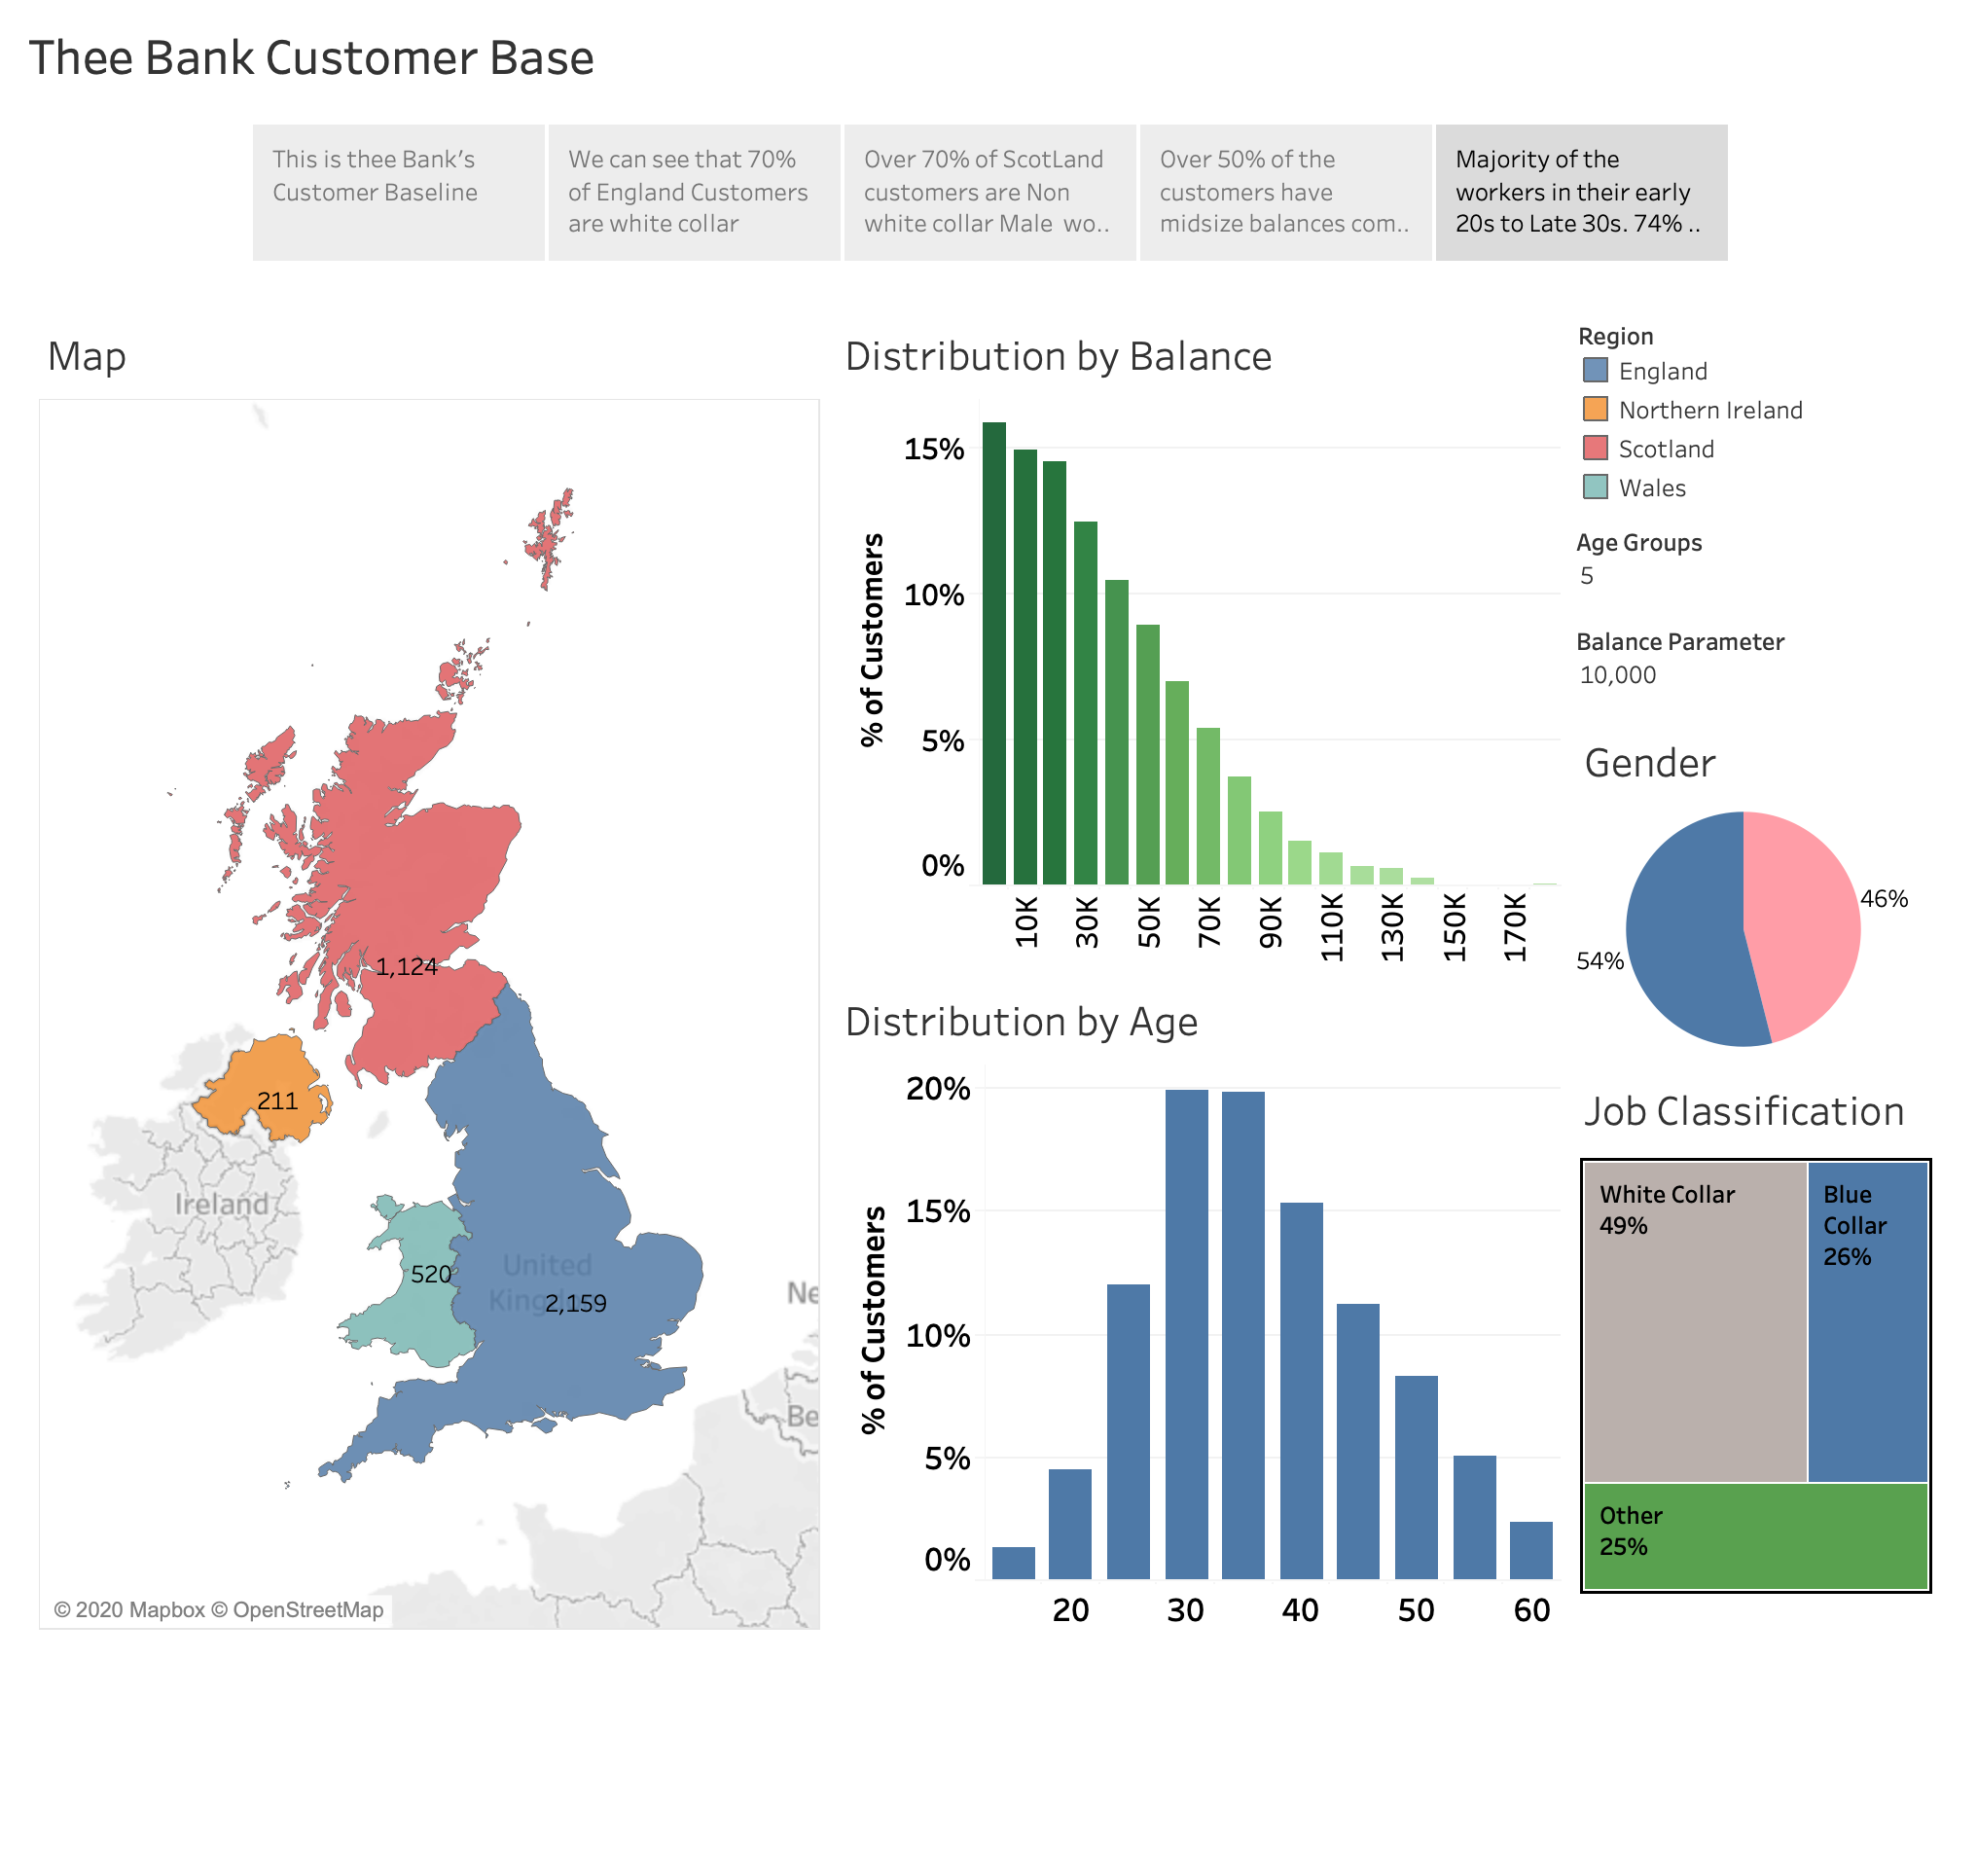 Thee Bank Customer Base
This is thee Bank's
Customer Baseline
We can see that 70%
of England Customers
are white collar
Over 70% of ScotLand
customers are Non
white collar Male wo..
Over 50% of the
customers have
midsize balances com..
Majority of the
workers in their early
20s to Late 30s. 74% ..
Map
1,124
211
Ireland
520
United
2,159
Ne
Be
© 2020 Mapbox © OpenStreetMap
Distribution by Balance
% of Customers
15%
10%
5%
0%
10K
30K
50K
70K
90K
110K
130K
150K
170K
Distribution by Age
% of Customers
20%
15%
10%
5%
0%
20
30
40
50
60
Region
England
Northern Ireland
Scotland
Wales
Age Groups
5
Balance Parameter
10,000
Gender
46%
54%
Job Classification
White Collar
49%
Blue
Collar
26%
Other
25%